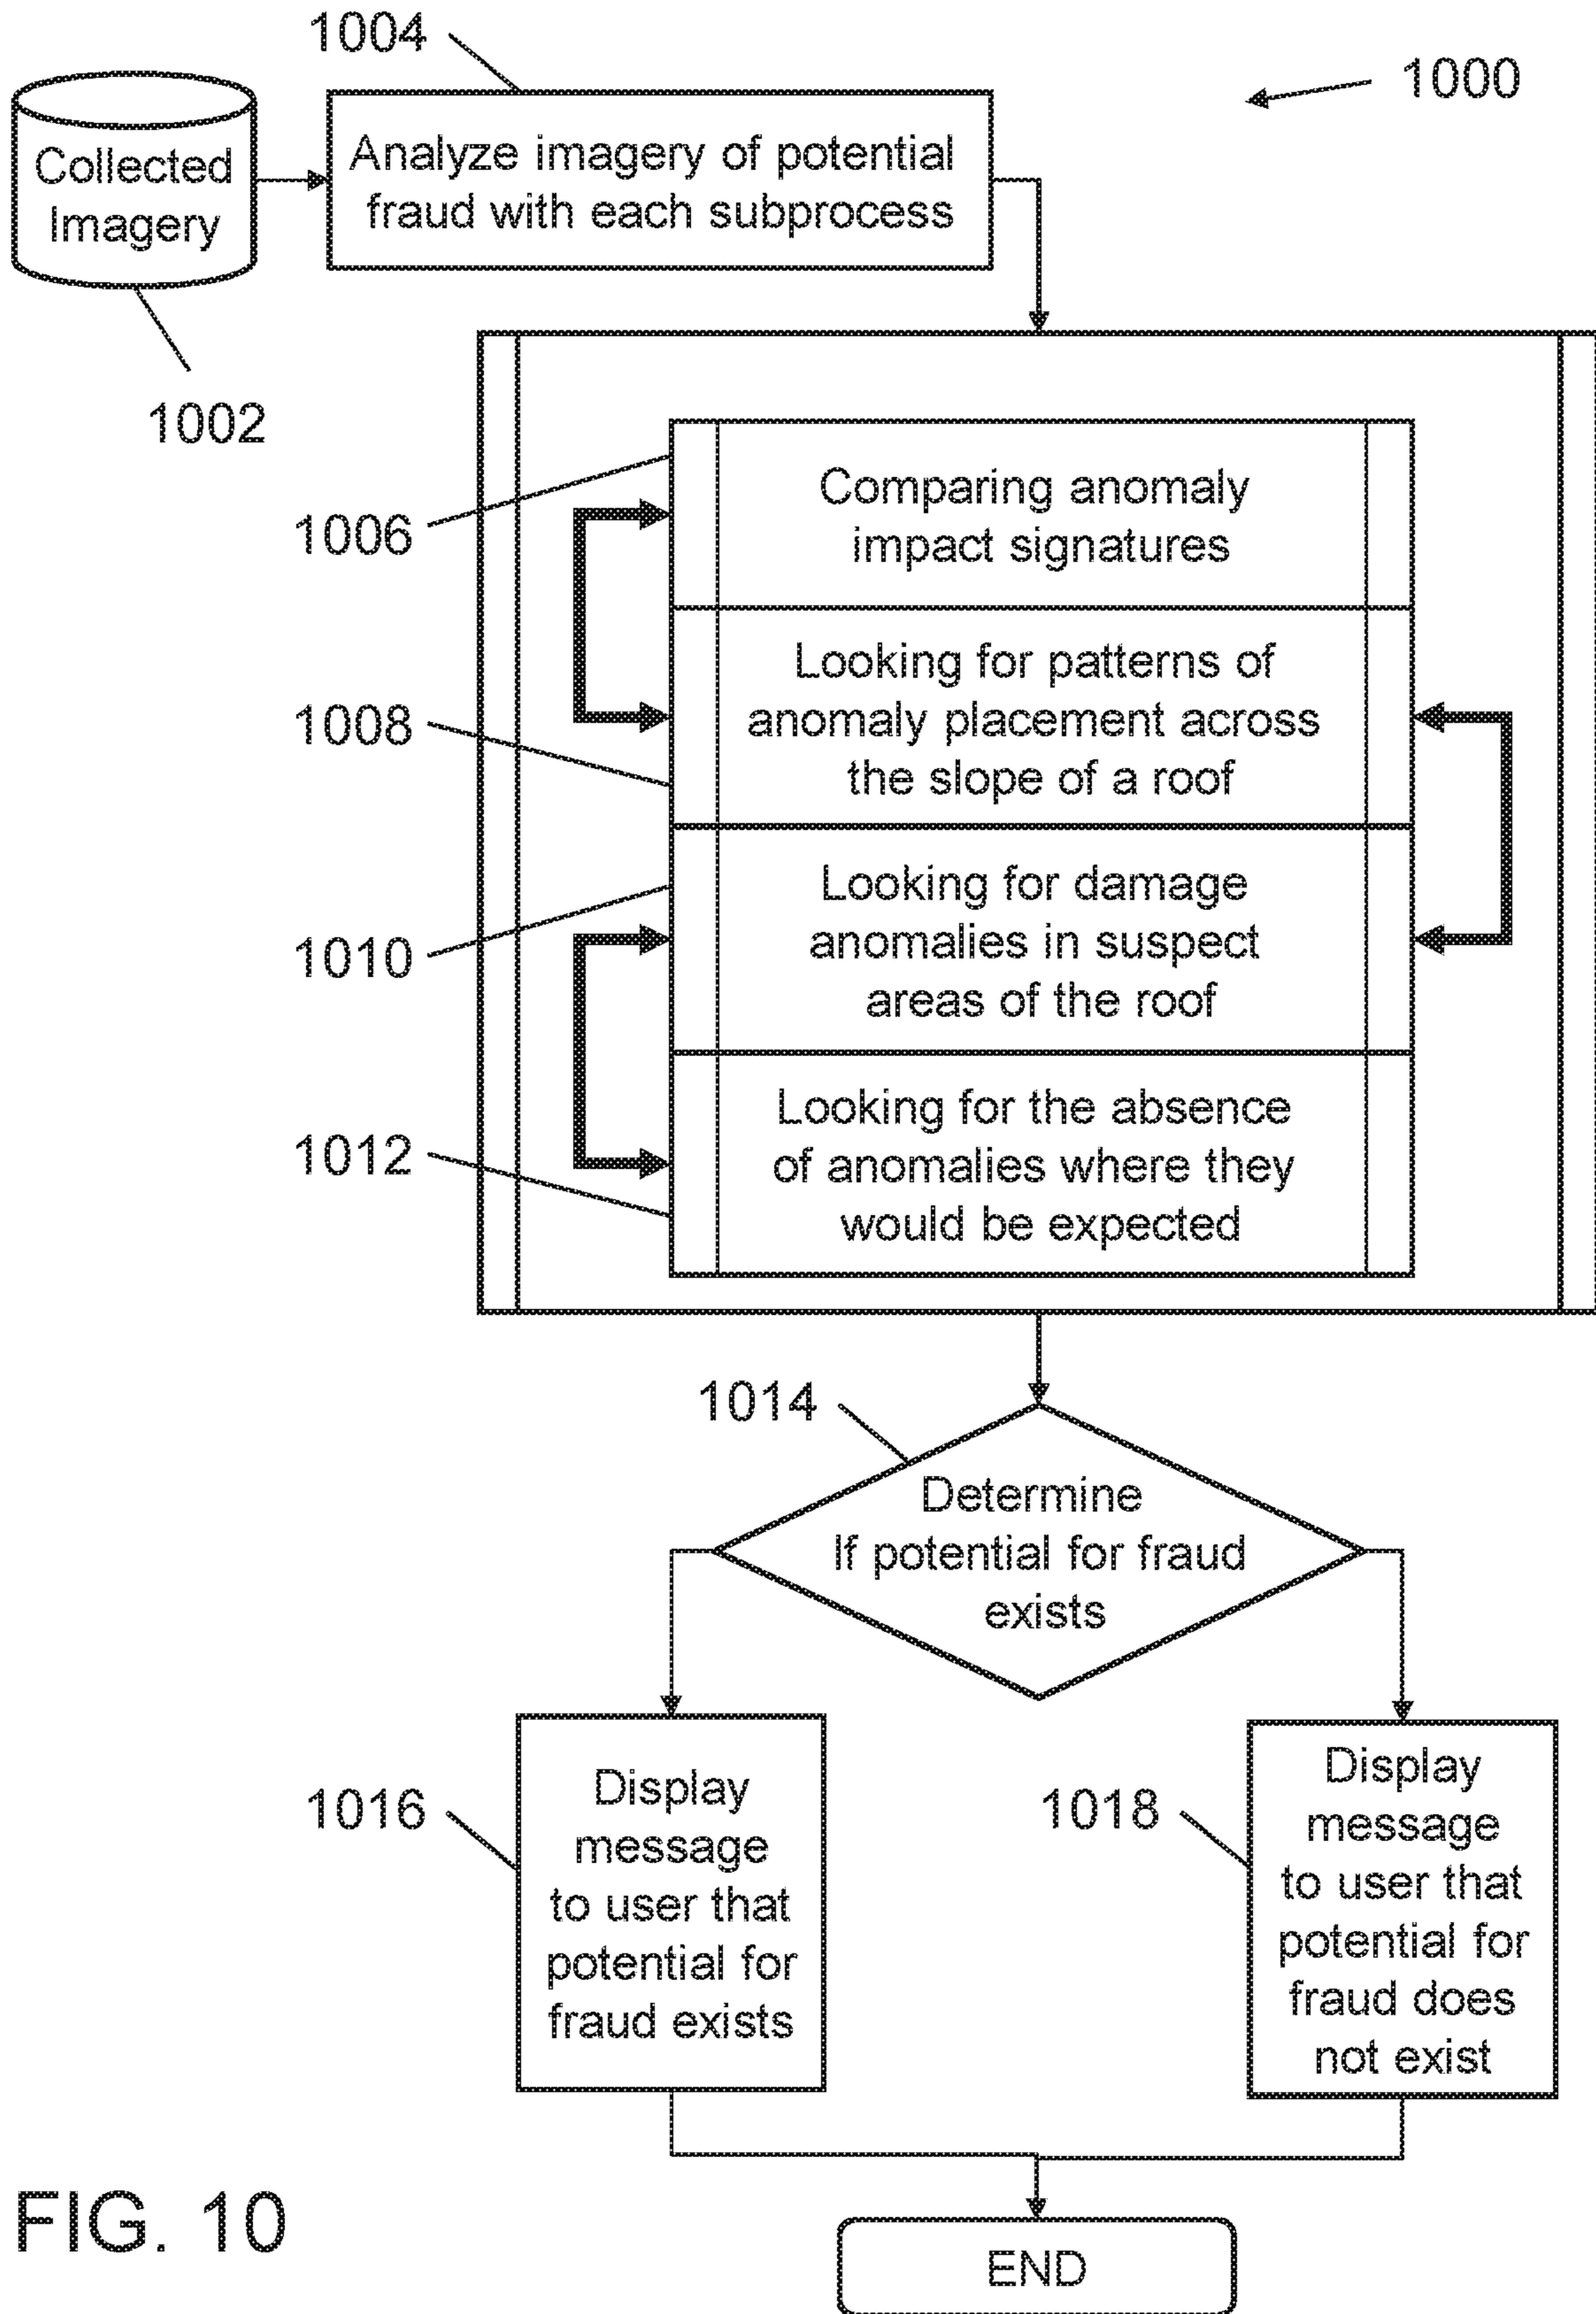 1004
1000
Collected
Imagery
Analyze imagery of potential
fraud with each subprocess
1002
1006
Comparing anomaly
impact signatures
1008
Looking for patterns of
anomaly placement across
the slope of a roof
1010
Looking for damage
anomalies in suspect
areas of the roof
1012
Looking for the absence
of anomalies where they
would be expected
1014
Determine
If potential for fraud
exists
1016
Display
message
to user that
potential for
fraud exists
1018
Display
message
to user that
potential for
fraud does
not exist
FIG. 10
END